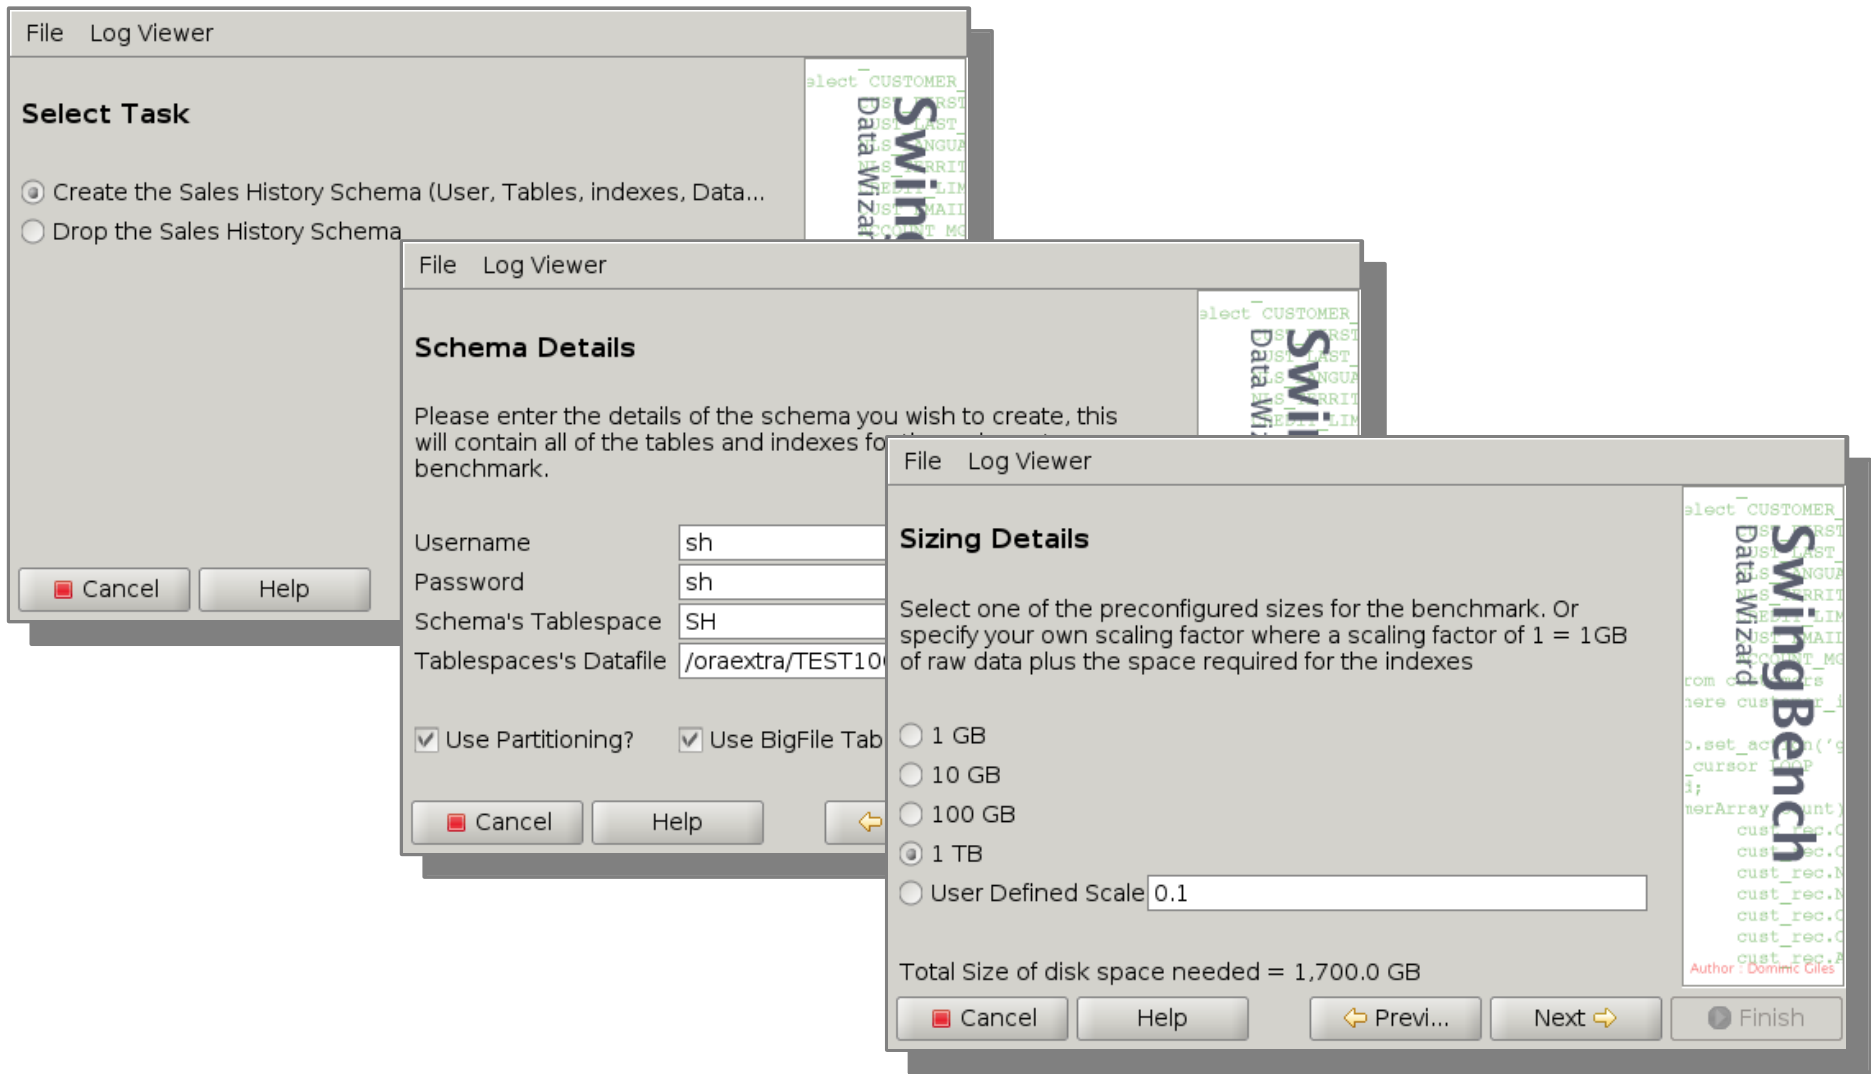 File Log Viewer
Select Task
Create the Sales History Schema (User, Tables, indexes, Data...
Drop the Sales History Schema
Cancel Help
File Log Viewer
Schema Details
Please enter the details of the schema you wish to create, this
will contain all of the tables and indexes
benchmark.
Username sh
Password sh
Schema's Tablespace SH
Tablespaces's Datafile /oraextra/TEST10
Use Partitioning? Use BigFile Tab
Cancel Help
File Log Viewer
Sizing Details
Select one of the preconfigured sizes for the benchmark. Or
specify your own scaling factor where a scaling factor of 1 = 1GB
of raw data plus the space required for the indexes
1 GB
10 GB
100 GB
1 TB
User Defined Scale 0.1
Total Size of disk space needed = 1,700.0 GB
Cancel Help Previ... Next Finish
SwingBench
Data Wizard
elect CUSTOMER_
cursor LOOP
Author : Dominic Giles